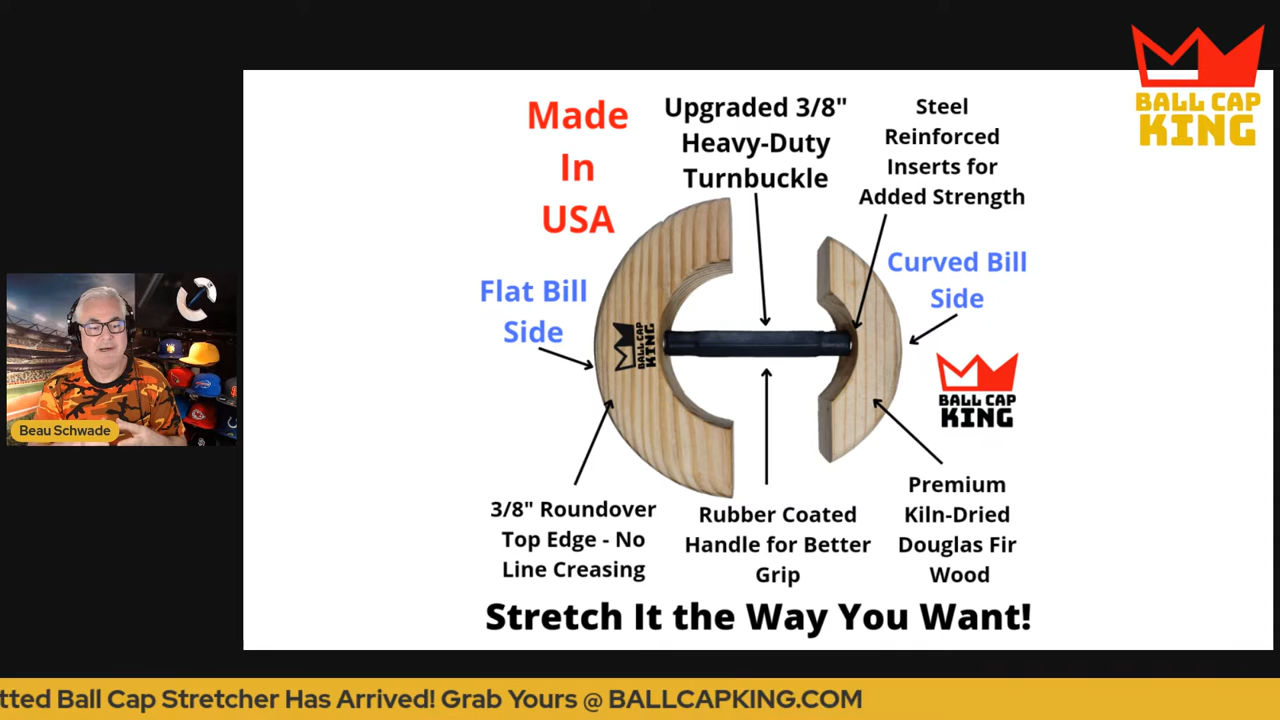 BALL CAP
KING
Made
In
USA
Upgraded 3/8"
Heavy-Duty
Turnbuckle
Steel
Reinforced
Inserts for
Added Strength
Flat Bill
Side
Curved Bill
Side
BALL CAP
KING
BALL CAP
KING
3/8" Roundover
Top Edge - No
Line Creasing
Rubber Coated
Handle for Better
Grip
Premium
Kiln-Dried
Douglas Fir
Wood
Stretch It the Way You Want!
Beau Schwade
tted Ball Cap Stretcher Has Arrived! Grab Yours @ BALLCAPKING.COM